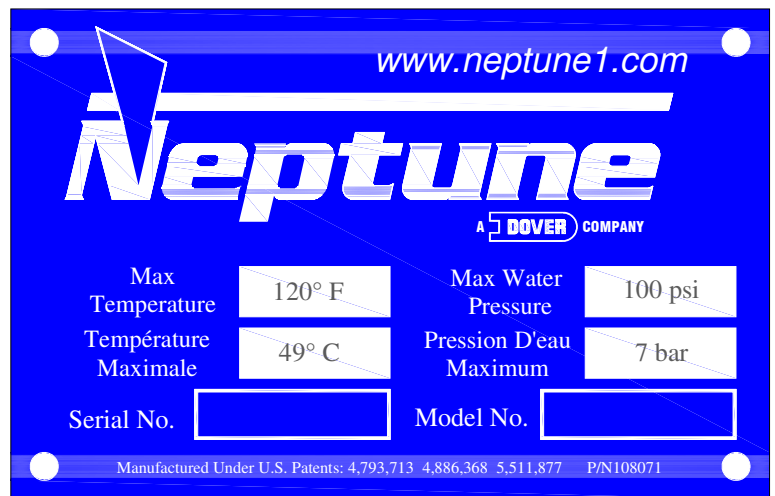 www.neptune1.com
Neptune
A DOVER COMPANY
Max
Temperature
120° F
Max Water
Pressure
100 psi
Température
Maximale
49° C
Pression D'eau
Maximum
7 bar
Serial No.
Model No.
Manufactured Under U.S. Patents: 4,793,713 4,886,368 5,511,877 P/N108071